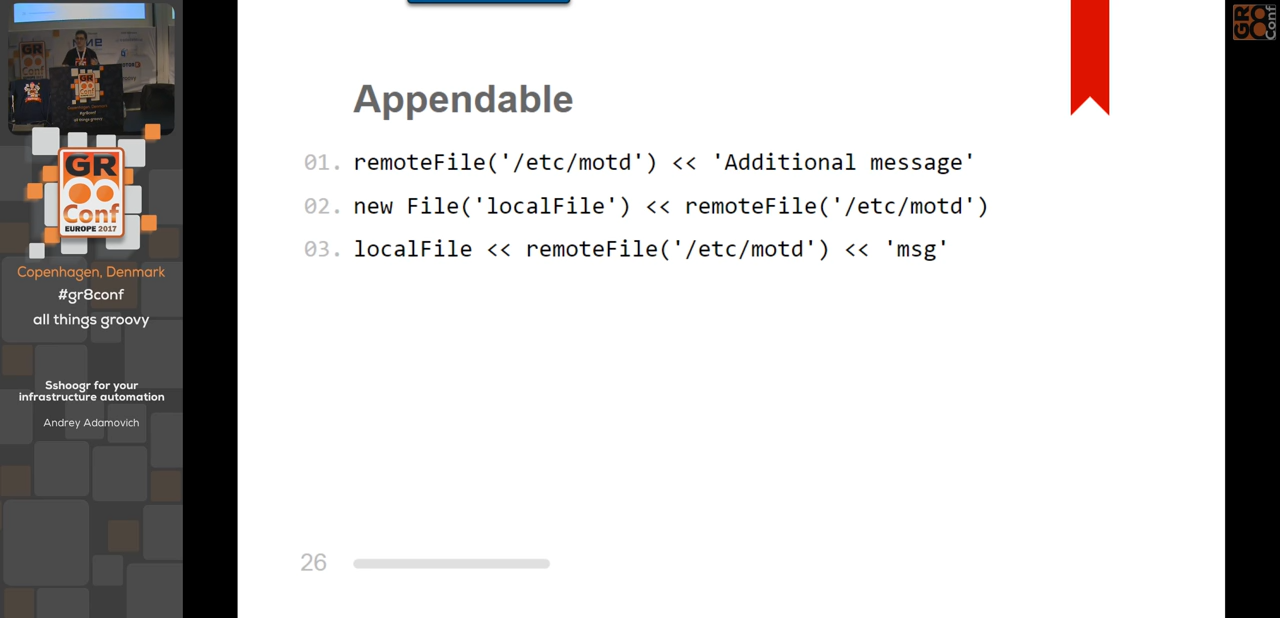 GR
Conf
EUROPE 2017
Copenhagen, Denmark
#gr8conf
all things groovy
Sshoogr for your
infrastructure automation
Andrey Adamovich
Appendable
01. remoteFile('/etc/motd') << 'Additional message'
02. new File('localFile') << remoteFile('/etc/motd')
03. localFile << remoteFile('/etc/motd') << 'msg'
26
GR
Conf